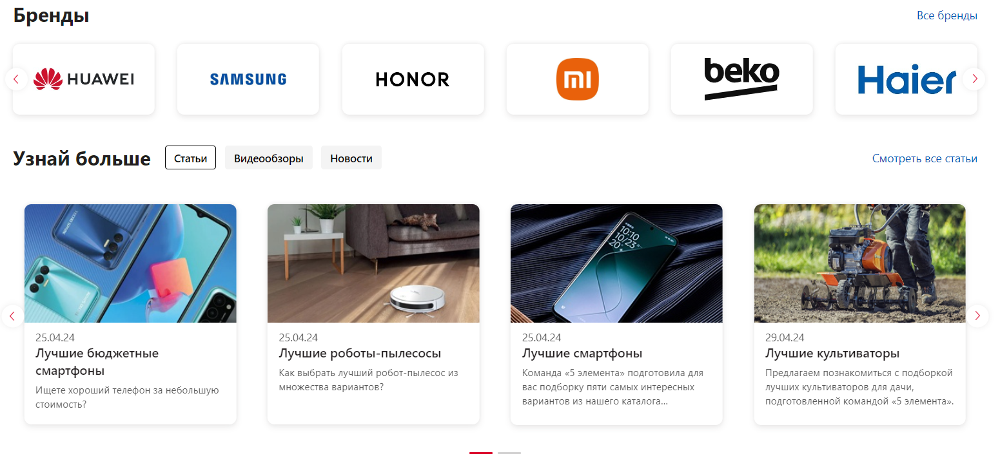 Бренды
Все бренды
HUAWEI
SAMSUNG
HONOR
mi
beko
Haier
Узнай больше
Статьи
Видеообзоры
Новости
Смотреть все статьи
10:10
10/23
20°
25.04.24
Лучшие бюджетные
смартфоны
Ищете хороший телефон за небольшую
стоимость?
25.04.24
Лучшие роботы-пылесосы
Как выбрать лучший робот-пылесос из
множества вариантов?
25.04.24
Лучшие смартфоны
Команда «5 элемента» подготовила для
вас подборку пяти самых интересных
вариантов из нашего каталога...
29.04.24
Лучшие культиваторы
Предлагаем познакомиться с подборкой
лучших культиваторов для дачи,
подготовленной командой «5 элемента».